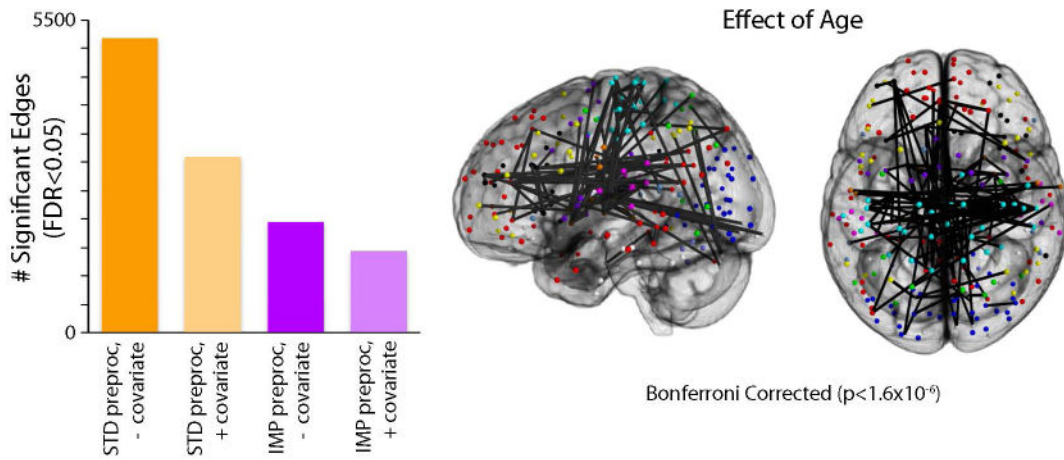 5500
# Significant Edges
(FDR<0.05)
0
STD preproc,
- covariate
STD preproc,
+ covariate
IMP preproc,
- covariate
IMP preproc,
+ covariate
Effect of Age
Bonferroni Corrected (p<1.6x10⁻⁶)